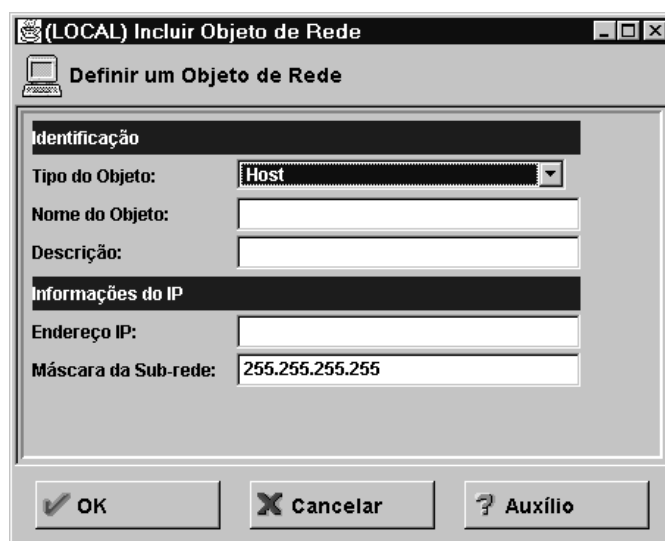 (LOCAL) Incluir Objeto de Rede
Definir um Objeto de Rede
Identificação
Tipo do Objeto: Host
Nome do Objeto:
Descrição:
Informações do IP
Endereço IP:
Máscara da Sub-rede: 255.255.255.255
OK Cancelar ? Auxílio